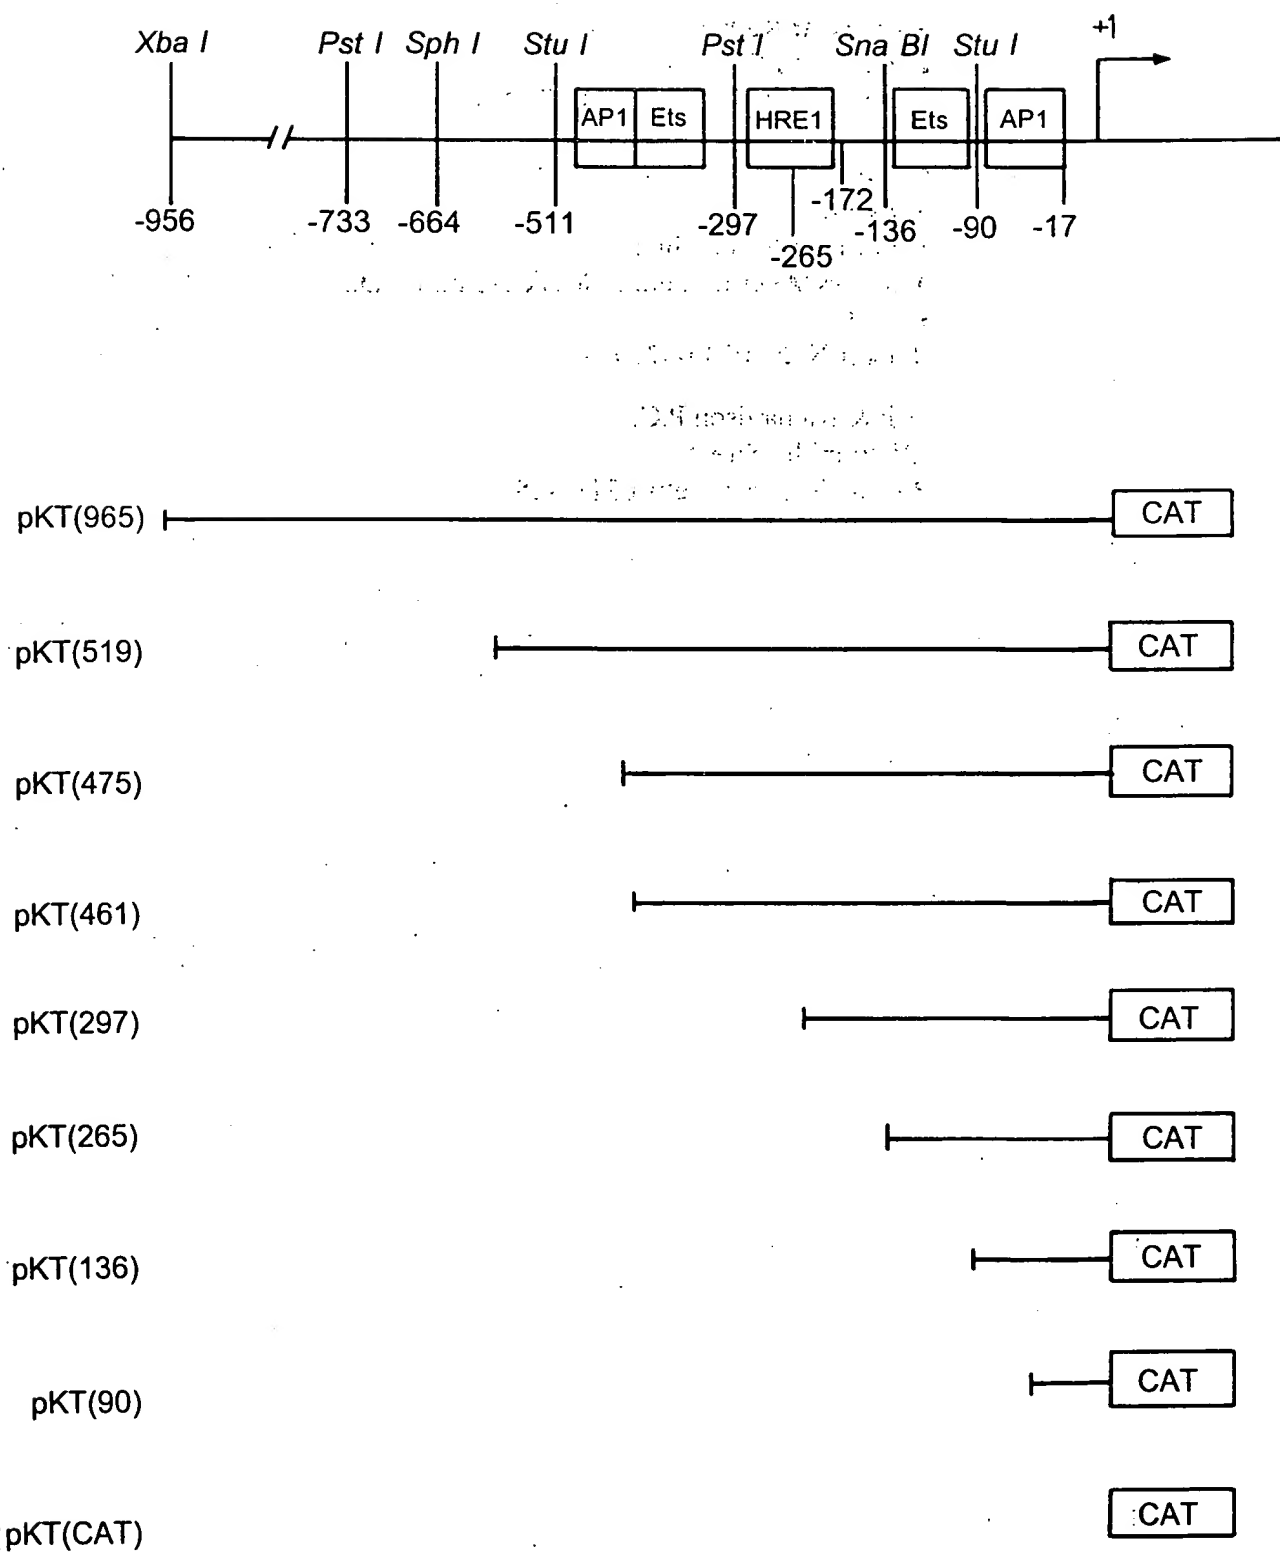 +1
Xba I Pst I Sph I Stu I Pst I Sna BI Stu I
AP1 Ets HRE1 Ets AP1
-956 -733 -664 -511 -297 -265 -172 -136 -90 -17
pKT(965) CAT
pKT(519) CAT
pKT(475) CAT
pKT(461) CAT
pKT(297) CAT
pKT(265) CAT
pKT(136) CAT
pKT(90) CAT
pKT(CAT) CAT